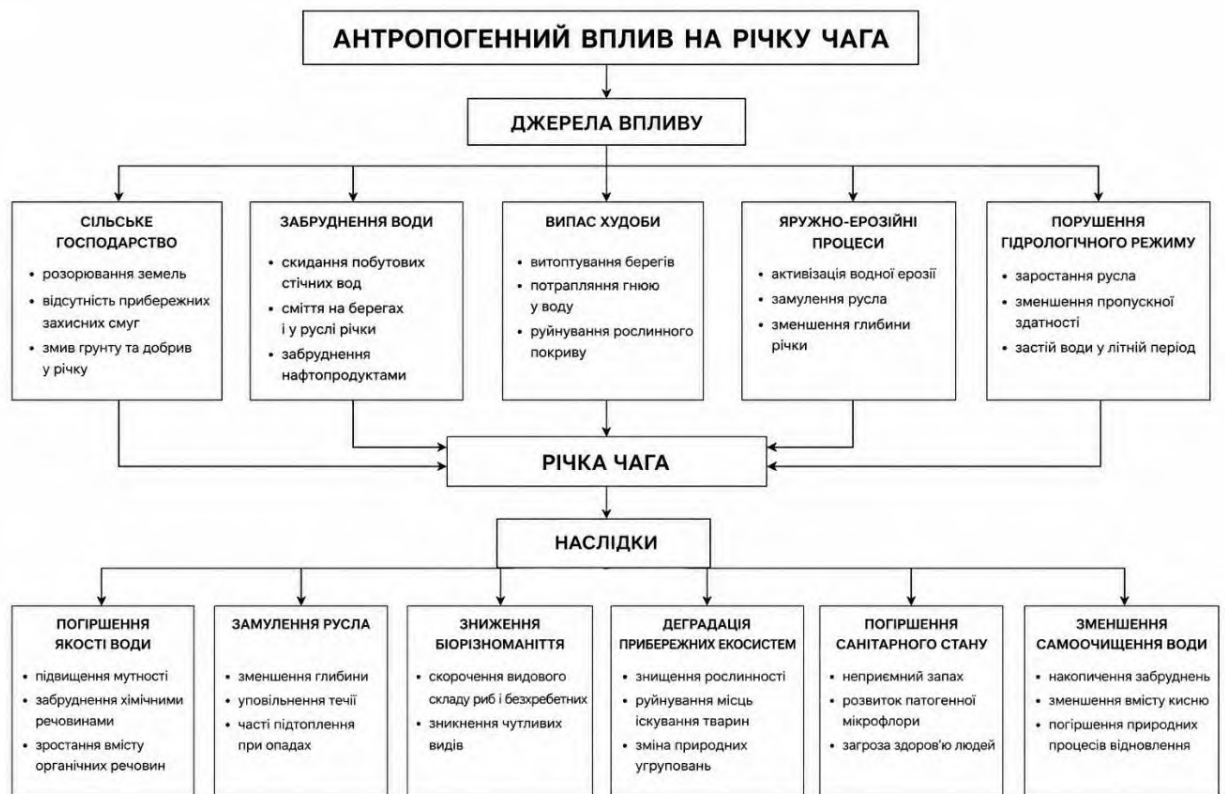 АНТРОПОГЕННИЙ ВПЛИВ НА РІЧКУ ЧАГА
ДЖЕРЕЛА ВПЛИВУ
СІЛЬСЬКЕ
ГОСПОДАРСТВО
• розорювання земель
• відсутність прибережних
захисних смуг
• змив ґрунту та добрив
у річку
ЗАБРУДНЕННЯ ВОДИ
• скидання побутових
стічних вод
• сміття на берегах
і у руслі річки
• забруднення
нафтопродуктами
ВИПАС ХУДОБИ
• витоптування берегів
• потрапляння гною
у воду
• руйнування рослинного
покриву
ЯРУЖНО-ЕРОЗІЙНІ
ПРОЦЕСИ
• активізація водної ерозії
• замулення русла
• зменшення глибини
річки
ПОРУШЕННЯ
ГІДРОЛОГІЧНОГО РЕЖИМУ
• заростання русла
• зменшення пропускної
здатності
• застій води у літній період
РІЧКА ЧАГА
НАСЛІДКИ
ПОГІРШЕННЯ
ЯКОСТІ ВОДИ
• підвищення мутності
• забруднення хімічними
речовинами
• зростання вмісту
органічних речовин
ЗАМУЛЕННЯ РУСЛА
• зменшення глибини
• уповільнення течії
• часті підтоплення
при опадах
ЗНИЖЕННЯ
БІОРІЗНОМАНІТТЯ
• скорочення видового
складу риб і безхребетних
• зникнення чутливих
видів
ДЕГРАДАЦІЯ
ПРИБЕРЕЖНИХ ЕКОСИСТЕМ
• знищення рослинності
• руйнування місць
іскування тварин
• зміна природних
угруповань
ПОГІРШЕННЯ
САНІТАРНОГО СТАНУ
• неприємний запах
• розвиток патогенної
мікрофлори
• загроза здоров'ю людей
ЗМЕНШЕННЯ
САМООЧИЩЕННЯ ВОДИ
• накопичення забруднень
• зменшення вмісту кисню
• погіршення природних
процесів відновлення